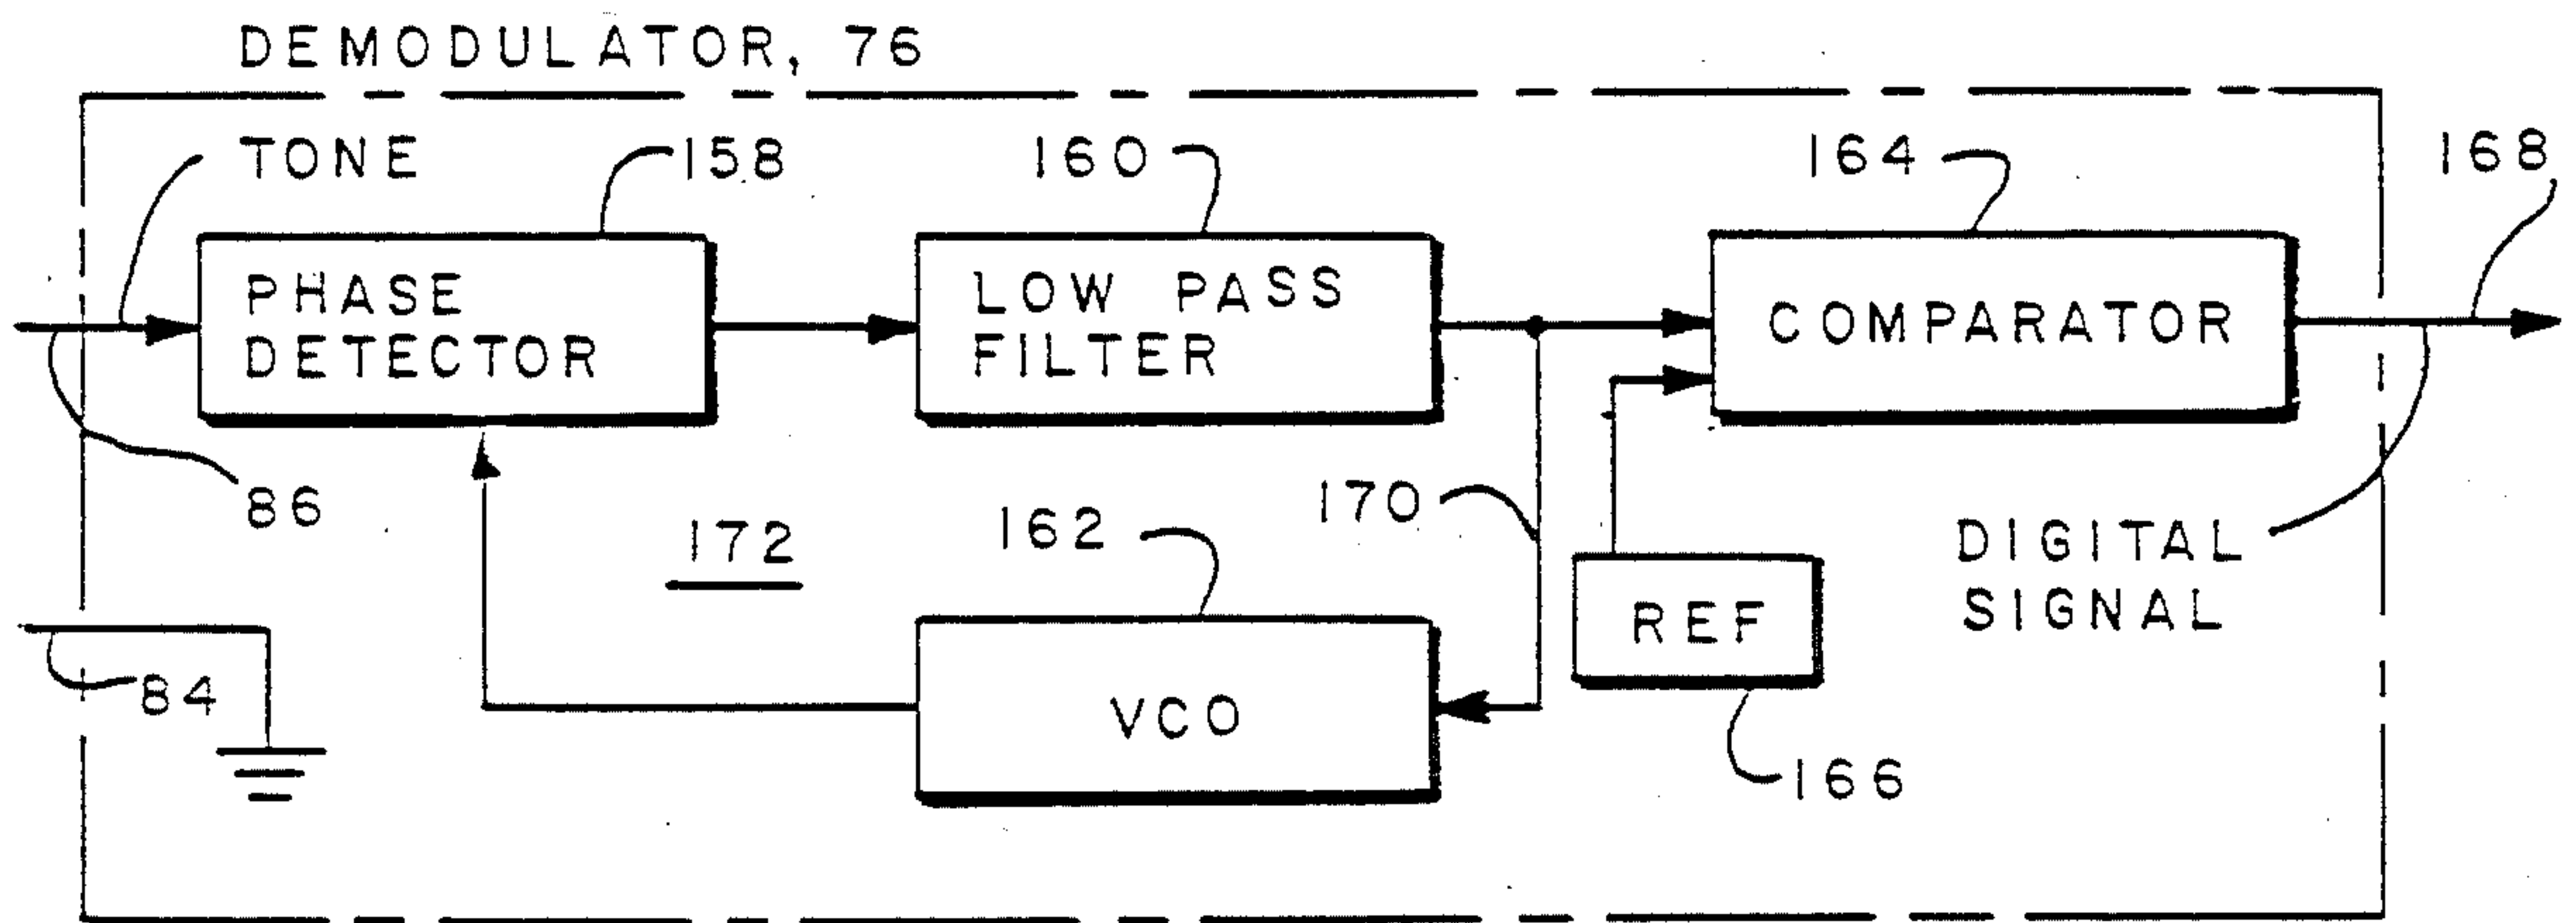 DEMODULATOR, 76
TONE
158
160
164
168
PHASE
DETECTOR
LOW PASS
FILTER
COMPARATOR
86
172
162
170
DIGITAL
SIGNAL
REF
84
VCO
166